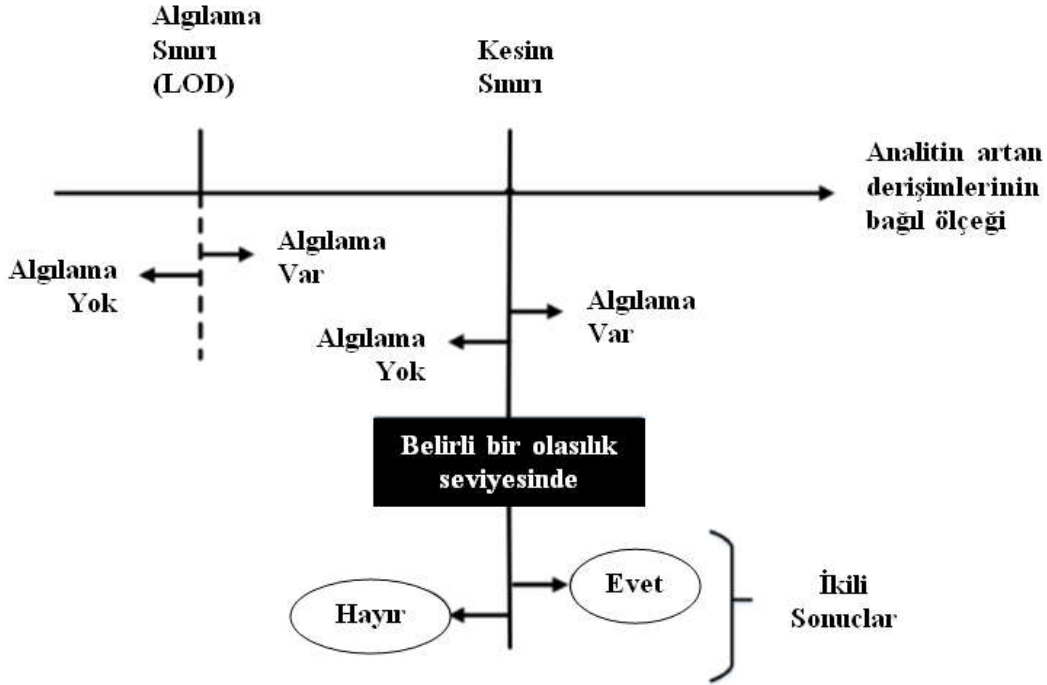 Algılama
Sınırı
(LOD)
Kesim
Sınırı
Analitin artan
derişimlerinin
bağıl ölçeği
Algılama
Var
Algılama
Yok
Algılama
Var
Algılama
Yok
Belirli bir olasılık
seviyesinde
Evet
Hayır
İkili
Sonuclar